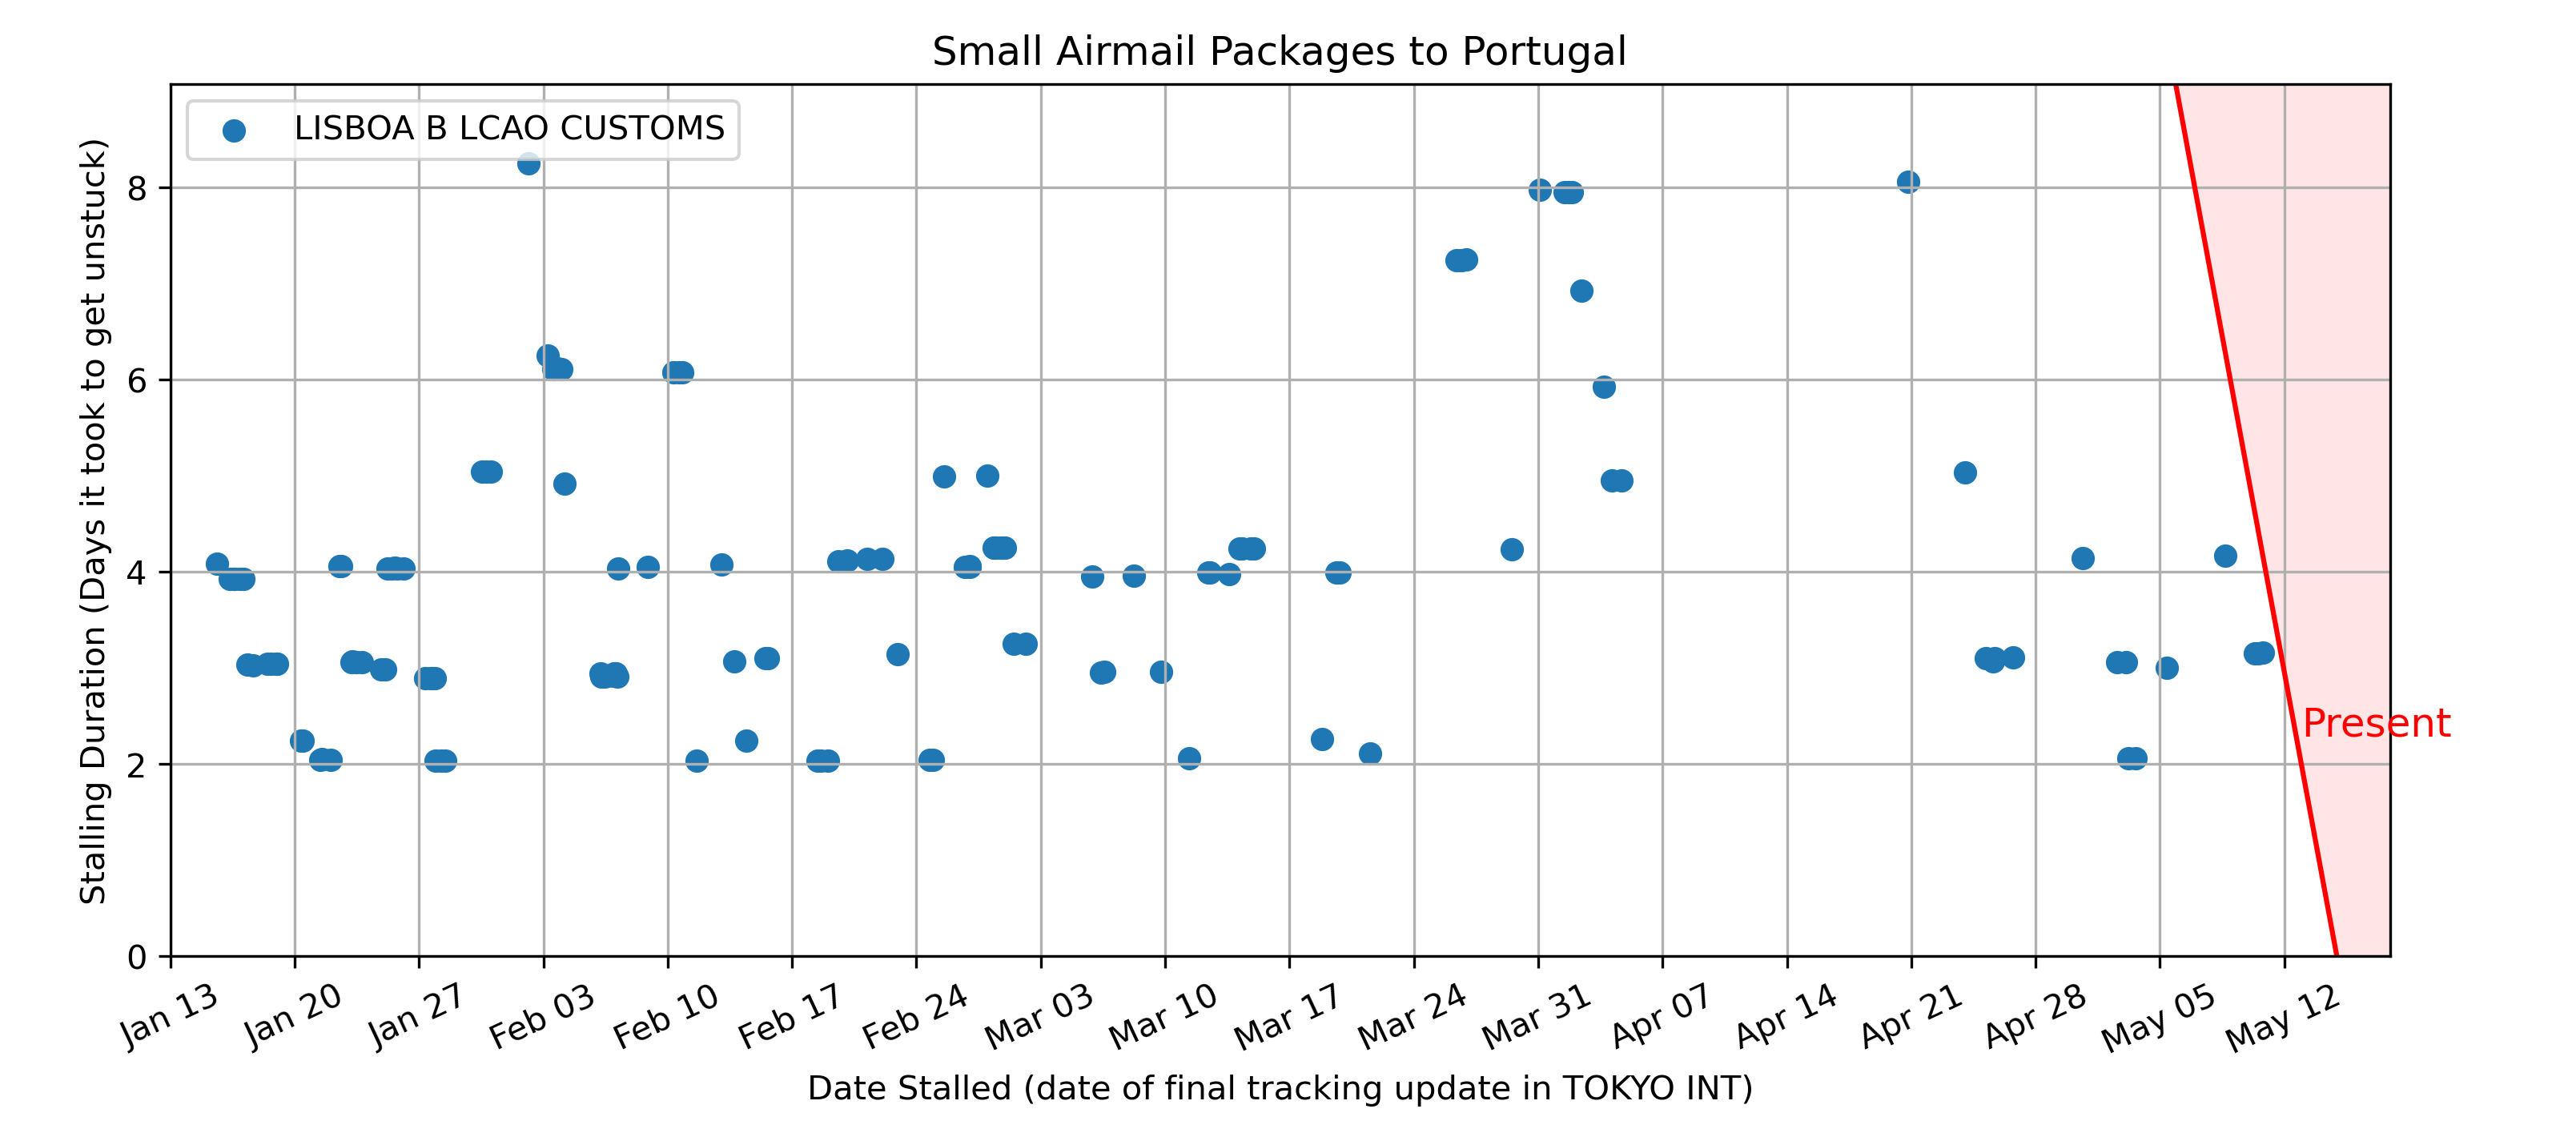 Small Airmail Packages to Portugal
LISBOA B LCAO CUSTOMS
Stalling Duration (Days it took to get unstuck)
8
6
4
2
0
Present
Jan 13
Jan 20
Jan 27
Feb 03
Feb 10
Feb 17
Feb 24
Mar 03
Mar 10
Mar 17
Mar 24
Mar 31
Apr 07
Apr 14
Apr 21
Apr 28
May 05
May 12
Date Stalled (date of final tracking update in TOKYO INT)